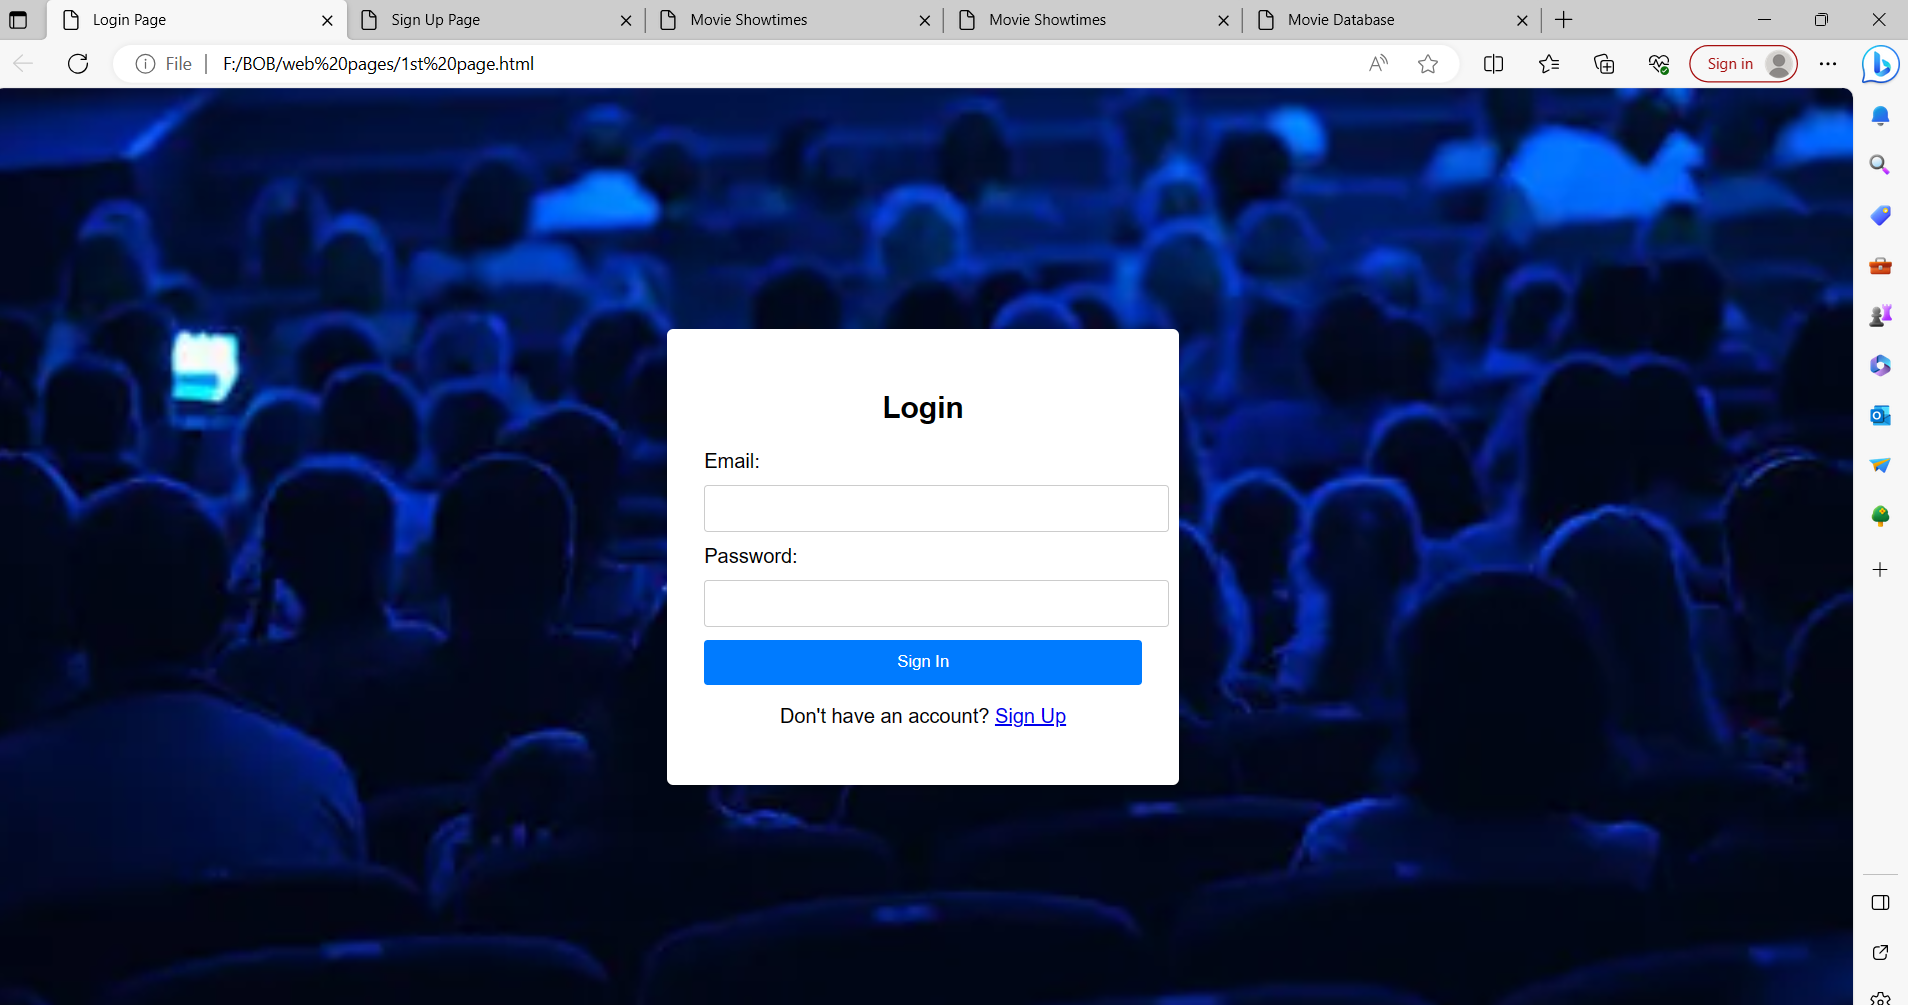 Login Page
Sign Up Page
Movie Showtimes
Movie Showtimes
Movie Database
File
F:/BOB/web%20pages/1st%20page.html
Sign in
Login
Email:
Password:
Sign In
Don't have an account? Sign Up